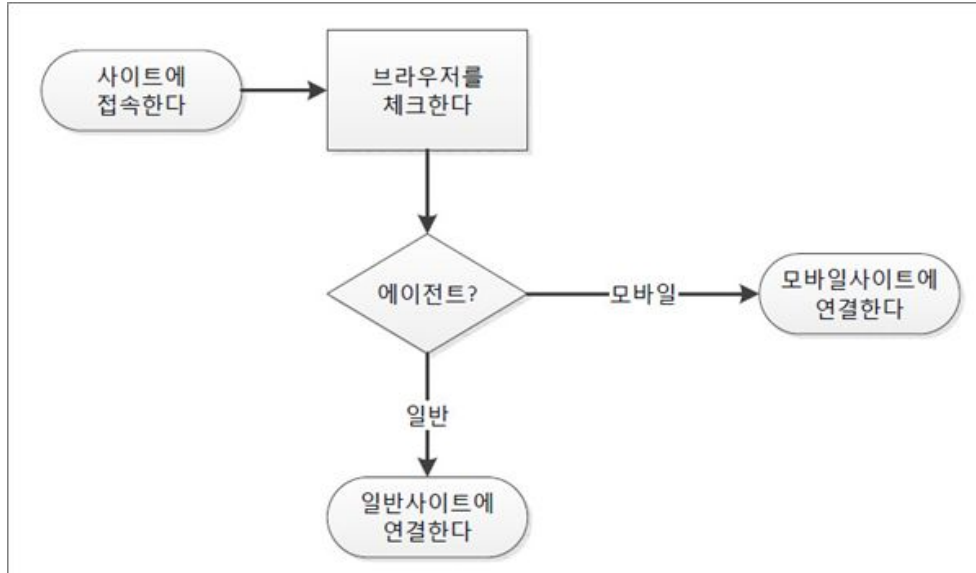 사이트에
접속한다
브라우저를
체크한다
에이전트?
모바일
모바일사이트에
연결한다
일반
일반사이트에
연결한다